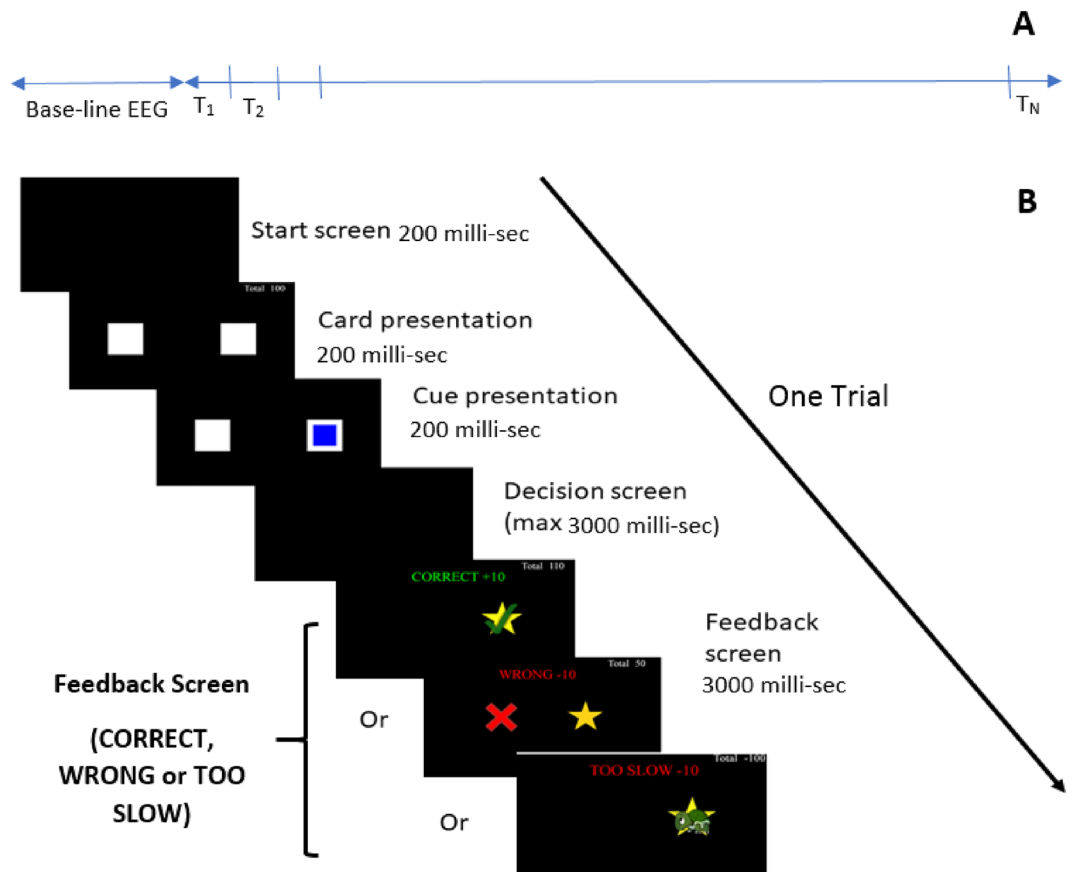 A
Base-line EEG
T1
T2
TN
B
Start screen 200 milli-sec
Total 100
Card presentation
200 milli-sec
Cue presentation
200 milli-sec
Decision screen
(max 3000 milli-sec)
One Trial
Total 110
CORRECT +10
Feedback
screen
3000 milli-sec
Total 50
WRONG -10
Feedback Screen
(CORRECT,
WRONG or TOO
SLOW)
Or
Total -100
TOO SLOW -10
Or